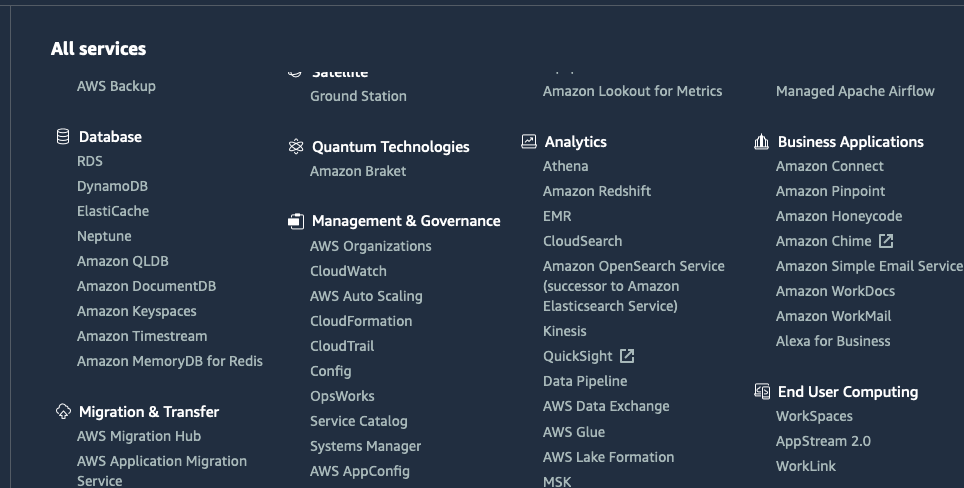 All services
AWS Backup
Database
RDS
DynamoDB
ElastiCache
Neptune
Amazon QLDB
Amazon DocumentDB
Amazon Keyspaces
Amazon Timestream
Amazon MemoryDB for Redis
Migration & Transfer
AWS Migration Hub
AWS Application Migration
Service
Satellite
Ground Station
Quantum Technologies
Amazon Braket
Management & Governance
AWS Organizations
CloudWatch
AWS Auto Scaling
CloudFormation
CloudTrail
Config
OpsWorks
Service Catalog
Systems Manager
AWS AppConfig
Amazon Lookout for Metrics
Analytics
Athena
Amazon Redshift
EMR
CloudSearch
Amazon OpenSearch Service
(successor to Amazon
Elasticsearch Service)
Kinesis
QuickSight
Data Pipeline
AWS Data Exchange
AWS Glue
AWS Lake Formation
MSK
Managed Apache Airflow
Business Applications
Amazon Connect
Amazon Pinpoint
Amazon Honeycode
Amazon Chime
Amazon Simple Email Service
Amazon WorkDocs
Amazon WorkMail
Alexa for Business
End User Computing
WorkSpaces
AppStream 2.0
WorkLink